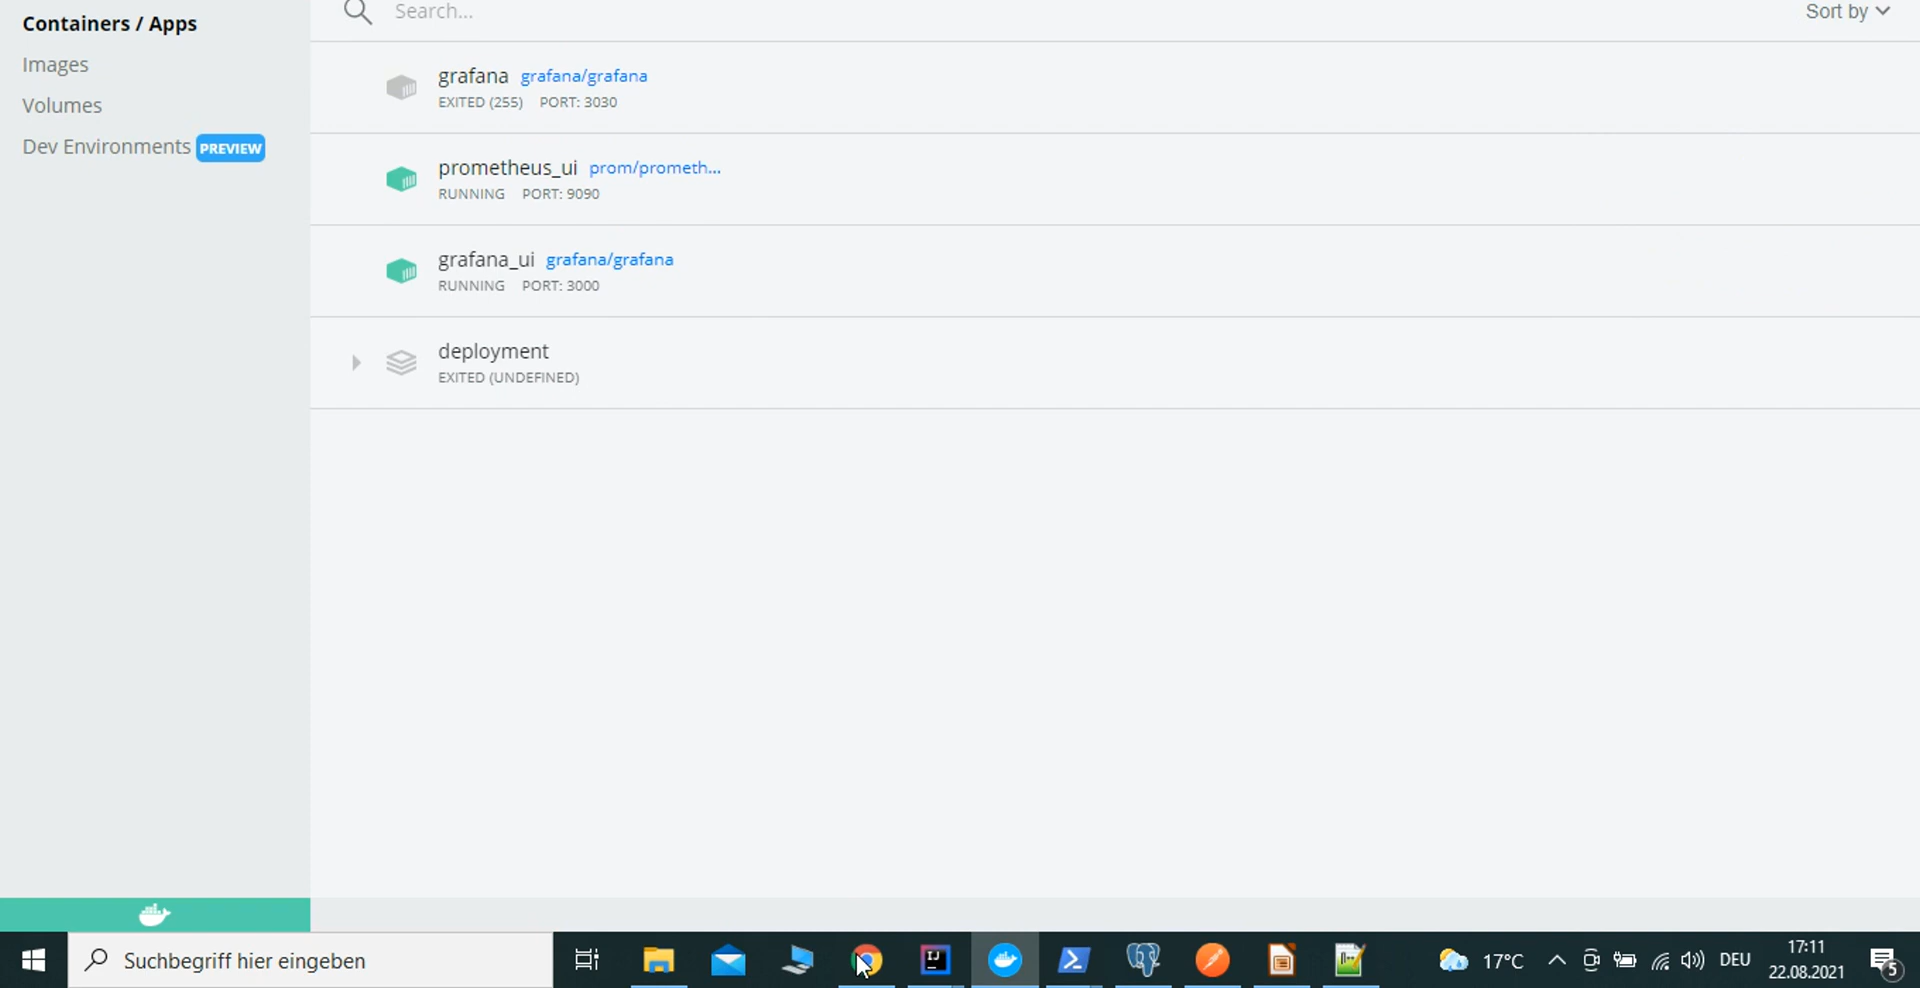 Containers / Apps
Images
Volumes
Dev Environments PREVIEW
Search...
Sort by
grafana grafana/grafana
EXITED (255) PORT: 3030
prometheus_ui prom/prometh...
RUNNING PORT: 9090
grafana_ui grafana/grafana
RUNNING PORT: 3000
deployment
EXITED (UNDEFINED)
Suchbegriff hier eingeben
IJ
17°C
DEU
17:11
22.08.2021
5